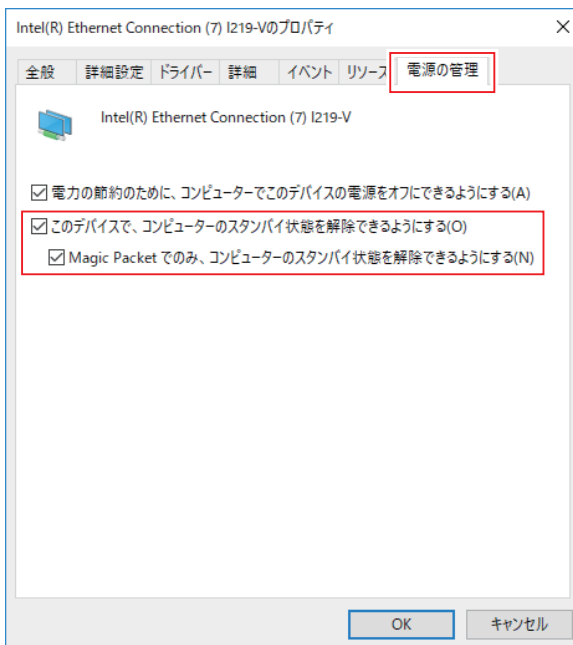 Intel(R) Ethernet Connection (7) I219-Vのプロパティ
全般 詳細設定 ドライバー 詳細 イベント リソース 電源の管理
Intel(R) Ethernet Connection (7) I219-V
電力の節約のために、コンピューターでこのデバイスの電源をオフにできるようにする(A)
このデバイスで、コンピューターのスタンバイ状態を解除できるようにする(O)
Magic Packet でのみ、コンピューターのスタンバイ状態を解除できるようにする(N)
OK キャンセル